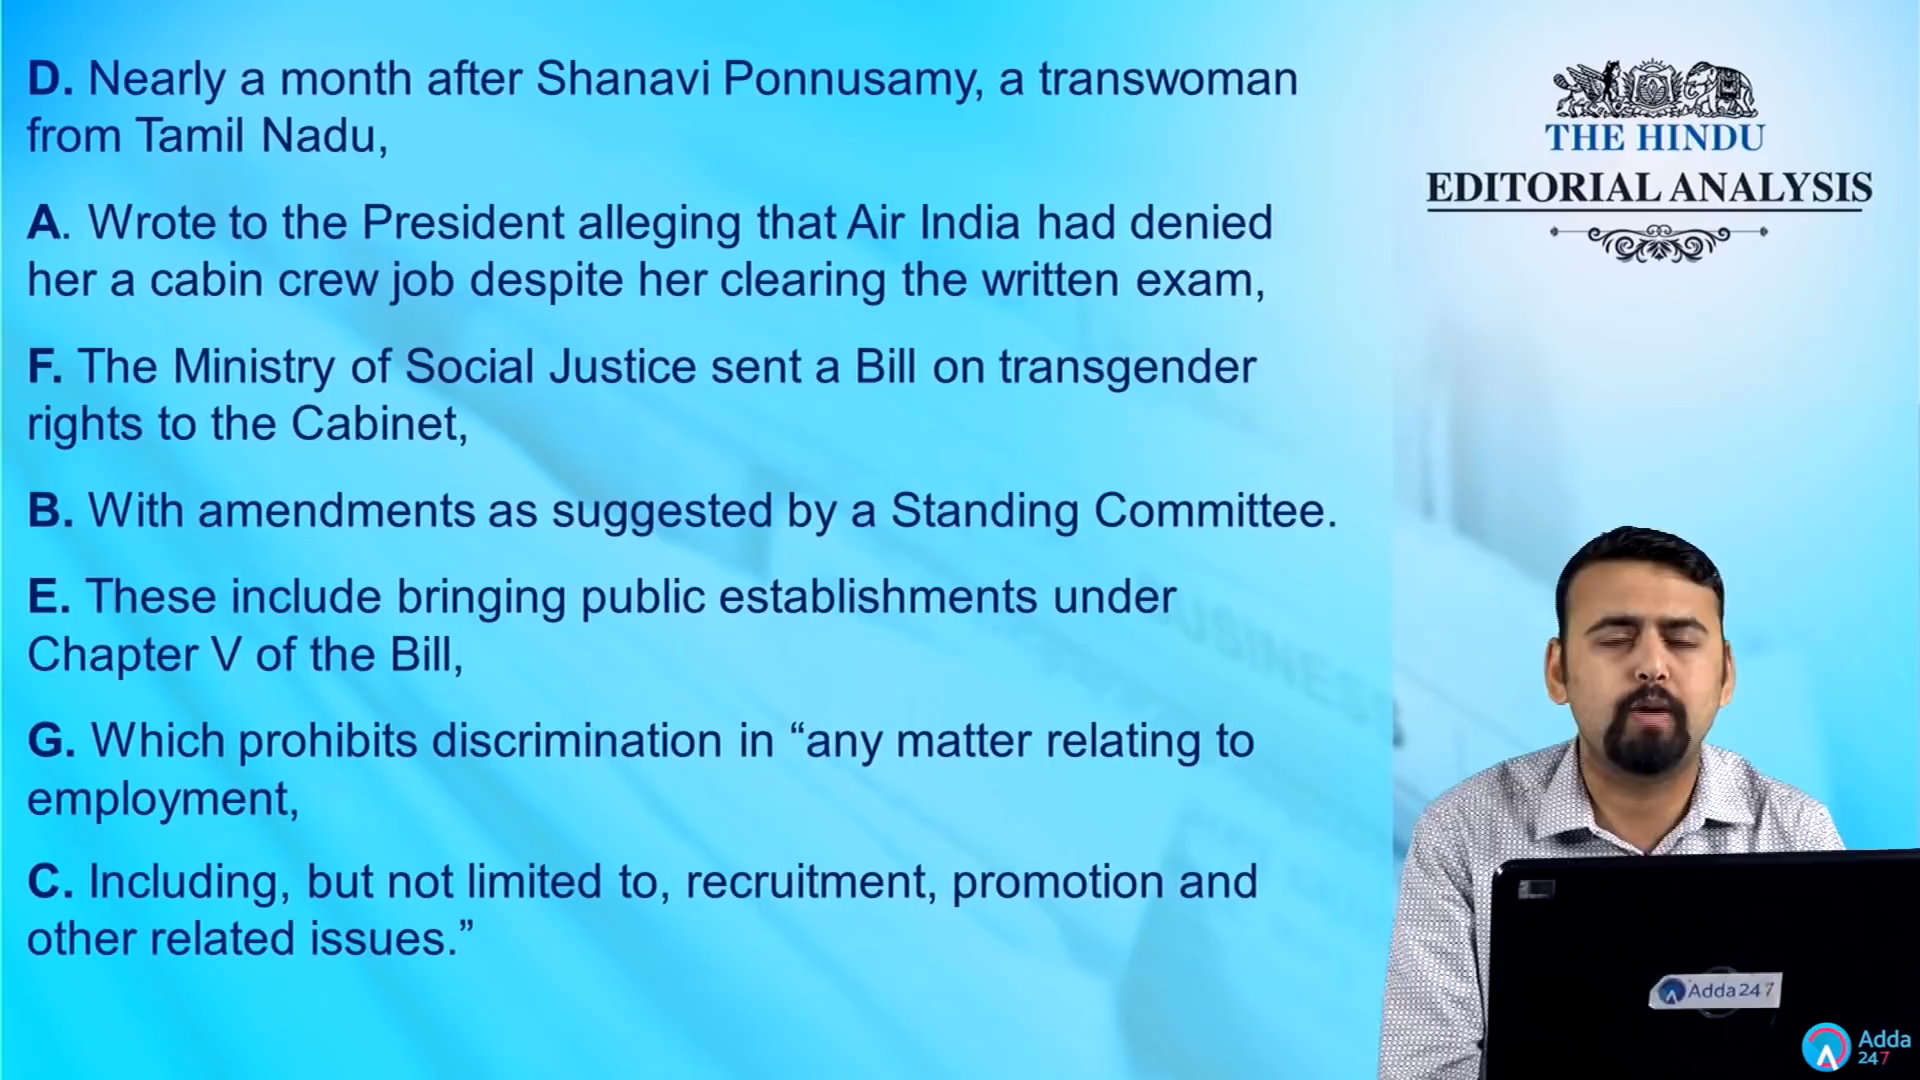 D. Nearly a month after Shanavi Ponnusamy, a transwoman
from Tamil Nadu,
A. Wrote to the President alleging that Air India had denied
her a cabin crew job despite her clearing the written exam,
F. The Ministry of Social Justice sent a Bill on transgender
rights to the Cabinet,
B. With amendments as suggested by a Standing Committee.
E. These include bringing public establishments under
Chapter V of the Bill,
G. Which prohibits discrimination in “any matter relating to
employment,
C. Including, but not limited to, recruitment, promotion and
other related issues.”
THE HINDU
EDITORIAL ANALYSIS
BUSINESS
Adda247
Adda
247